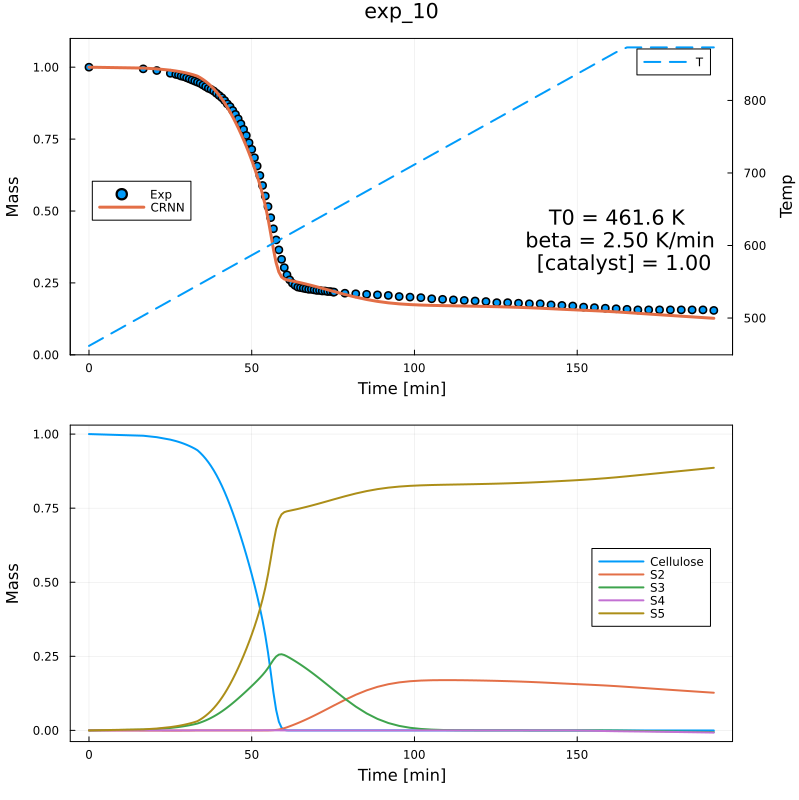 exp_10
1.00
0.75
0.50
0.25
0.00
Mass
800
700
600
500
Temp
T
Exp
CRNN
T0 = 461.6 K
beta = 2.50 K/min
[catalyst] = 1.00
0
50
100
150
Time [min]
1.00
0.75
0.50
0.25
0.00
Mass
Cellulose
S2
S3
S4
S5
0
50
100
150
Time [min]